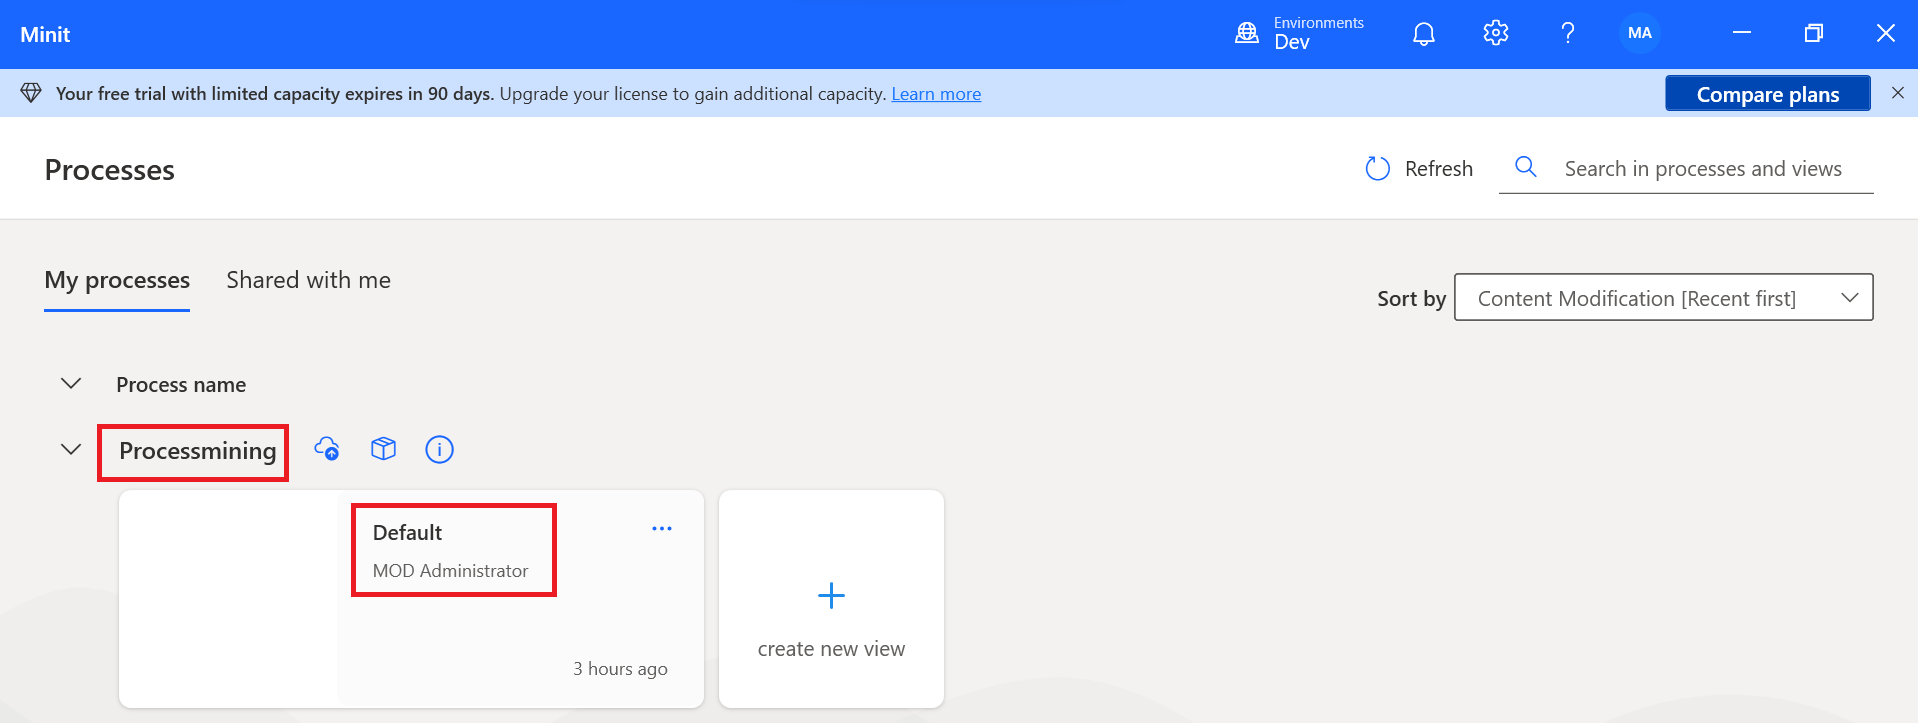 Minit
Environments
Dev
MA
Your free trial with limited capacity expires in 90 days. Upgrade your license to gain additional capacity. Learn more
Compare plans
Processes
Refresh
Search in processes and views
My processes
Shared with me
Sort by
Content Modification [Recent first]
Process name
Processmining
Default
MOD Administrator
3 hours ago
create new view